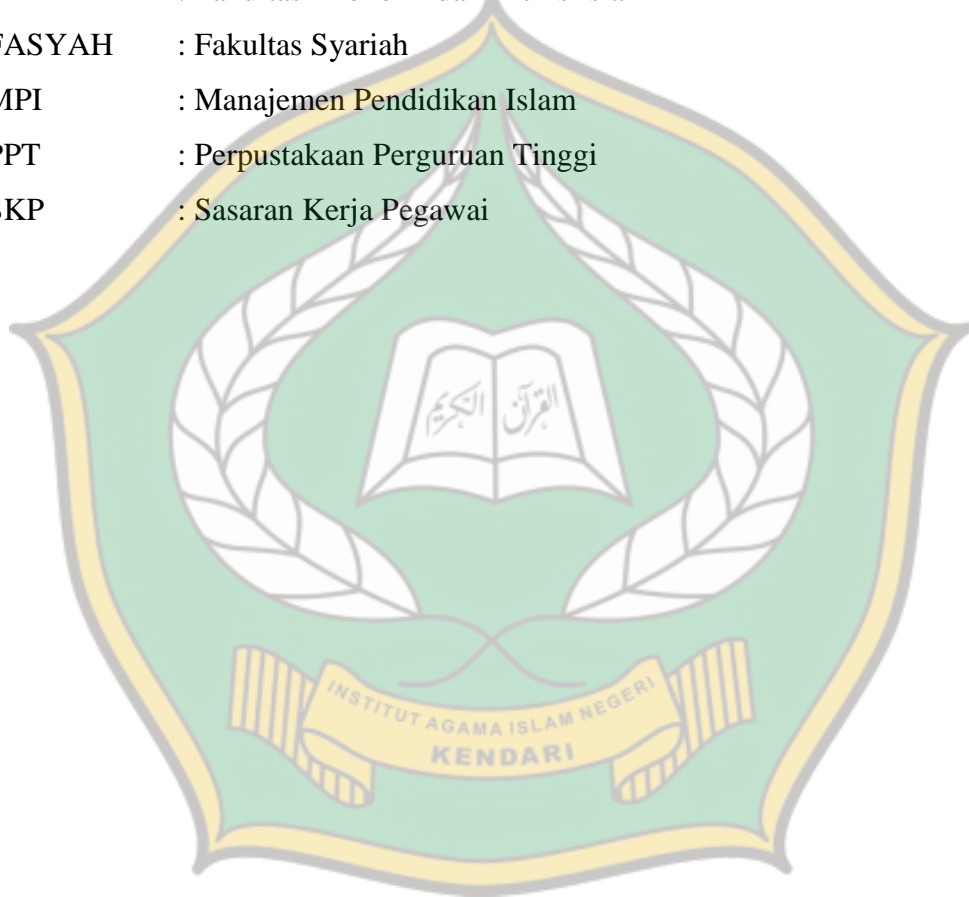 FASYAH : Fakultas Syariah
MPI : Manajemen Pendidikan Islam
PPT : Perpustakaan Perguruan Tinggi
SKP : Sasaran Kerja Pegawai
القرآن الكريم
INSTITUT AGAMA ISLAM NEGERI
KENDARI